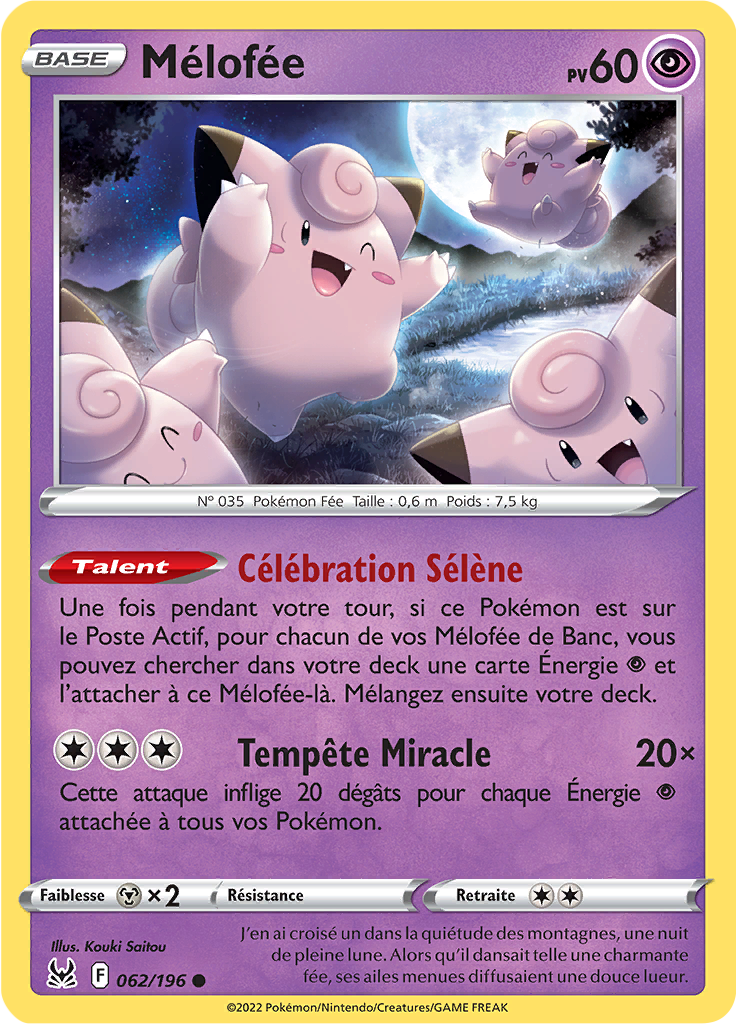 BASE Mélofée PV60
N° 035 Pokémon Fée Taille : 0,6 m Poids : 7,5 kg
Talent Célébration Sélène
Une fois pendant votre tour, si ce Pokémon est sur
le Poste Actif, pour chacun de vos Mélofée de Banc, vous
pouvez chercher dans votre deck une carte Énergie et
l'attacher à ce Mélofée-là. Mélangez ensuite votre deck.
Tempête Miracle 20×
Cette attaque inflige 20 dégâts pour chaque Énergie
attachée à tous vos Pokémon.
Faiblesse ×2 Résistance Retraite
Illus. Kouki Saitou
F 062/196
J'en ai croisé un dans la quiétude des montagnes, une nuit
de pleine lune. Alors qu'il dansait telle une charmante
fée, ses ailes menues diffusaient une douce lueur.
©2022 Pokémon/Nintendo/Creatures/GAME FREAK